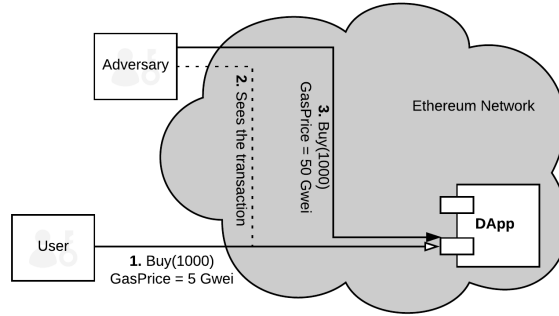 Adversary
Ethereum Network
2. Sees the transaction
3. Buy(1000)
GasPrice = 50 Gwei
DApp
User
1. Buy(1000)
GasPrice = 5 Gwei